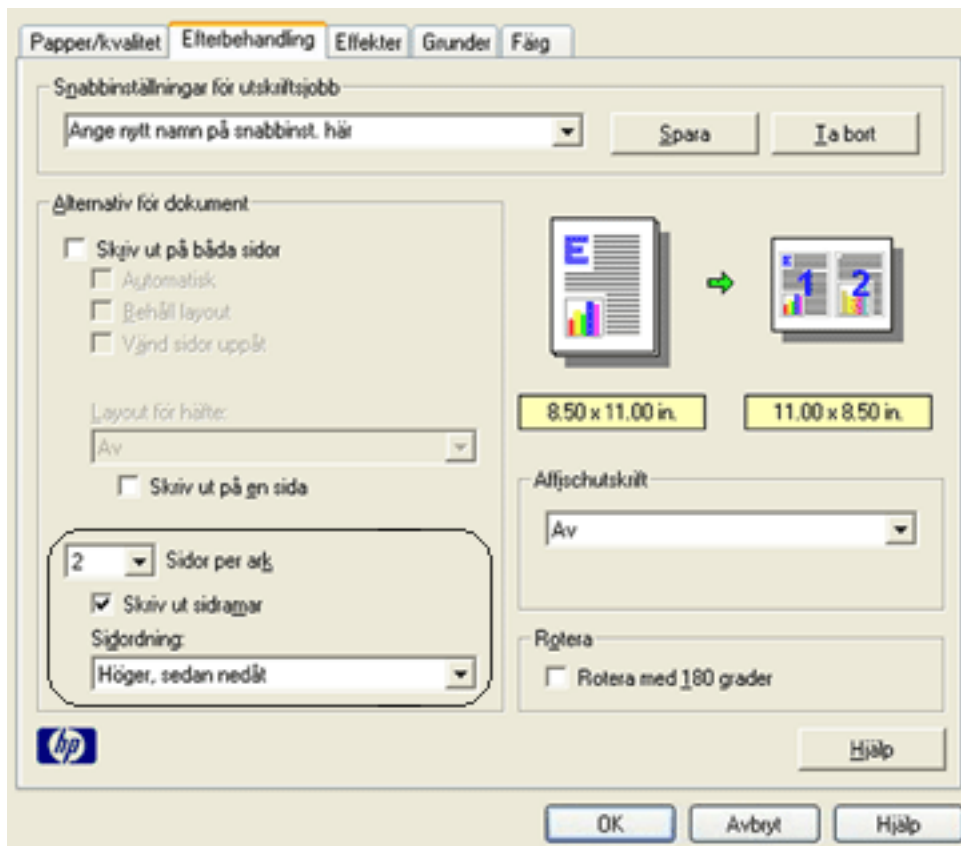 Papper/kvalitet Efterbehandling Effekter Grunder Färg
Snabbinställningar för utskriftsjobb
Ange nytt namn på snabbinst. här
Spara
Ta bort
Alternativ för dokument
Skriv ut på båda sidor
Automatisk
Behåll layout
Vänd sidor uppåt
Layout för häfte:
Av
Skriv ut på en sida
2 Sidor per ark
Skriv ut sidramar
Sidordning:
Höger, sedan nedåt
E
E
1 2
8.50 x 11.00 in.
11.00 x 8.50 in.
Affischutskrift
Av
Rotera
Rotera med 180 grader
hp
Hjälp
OK Avbryt Hjälp